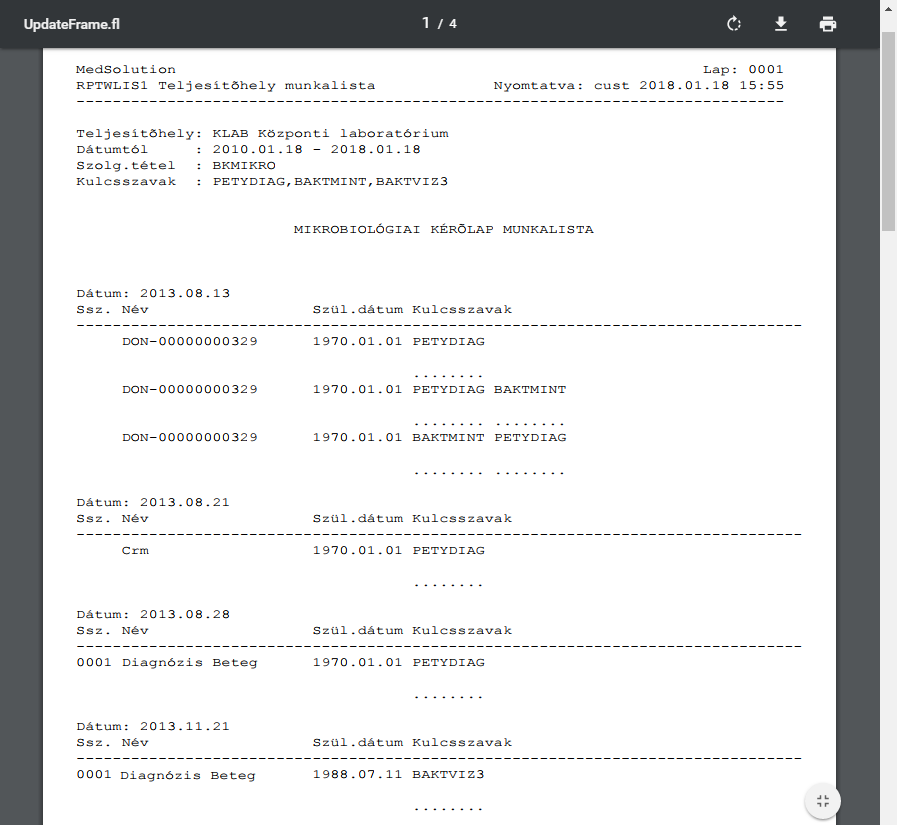 UpdateFrame.fl 1 / 4
MedSolution Lap: 0001
RPTWLIS1 Teljesítõhely munkalista Nyomtatva: cust 2018.01.18 15:55
------------------------------------------------------------------------------
Teljesítõhely: KLAB Központi laboratórium
Dátumtól : 2010.01.18 - 2018.01.18
Szolg.tétel : BKMIKRO
Kulcsszavak : PETYDIAG,BAKTMINT,BAKTVIZ3
MIKROBIOLÓGIAI KÉRÕLAP MUNKALISTA
Dátum: 2013.08.13
Ssz. Név Szül.dátum Kulcsszavak
--------------------------------------------------------------------------------
DON-00000000329 1970.01.01 PETYDIAG
........
DON-00000000329 1970.01.01 PETYDIAG BAKTMINT
........ ........
DON-00000000329 1970.01.01 BAKTMINT PETYDIAG
........ ........
Dátum: 2013.08.21
Ssz. Név Szül.dátum Kulcsszavak
--------------------------------------------------------------------------------
Crm 1970.01.01 PETYDIAG
........
Dátum: 2013.08.28
Ssz. Név Szül.dátum Kulcsszavak
--------------------------------------------------------------------------------
0001 Diagnózis Beteg 1970.01.01 PETYDIAG
........
Dátum: 2013.11.21
Ssz. Név Szül.dátum Kulcsszavak
--------------------------------------------------------------------------------
0001 Diagnózis Beteg 1988.07.11 BAKTVIZ3
........